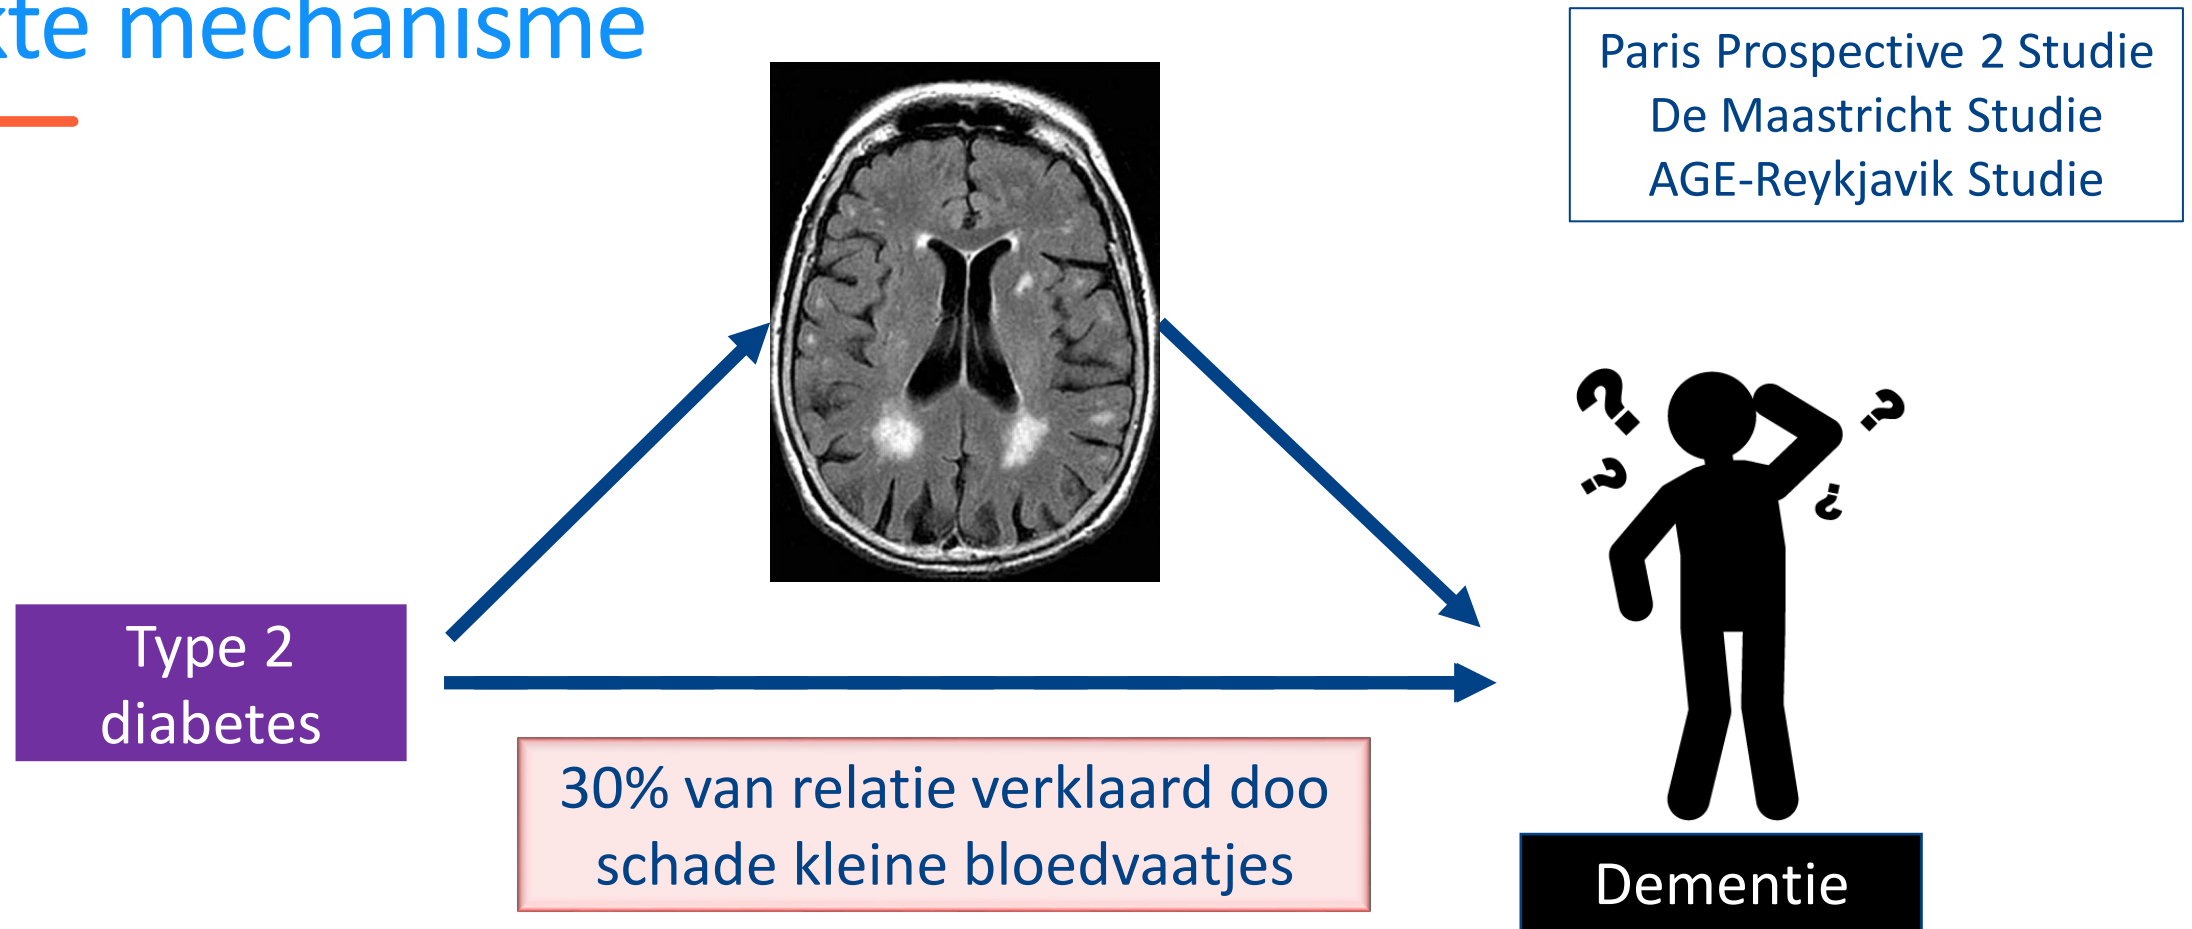 kte mechanisme
Paris Prospective 2 Studie
De Maastricht Studie
AGE-Reykjavik Studie
? ? ? ?
Type 2
diabetes
30% van relatie verklaard doo
schade kleine bloedvaatjes
Dementie